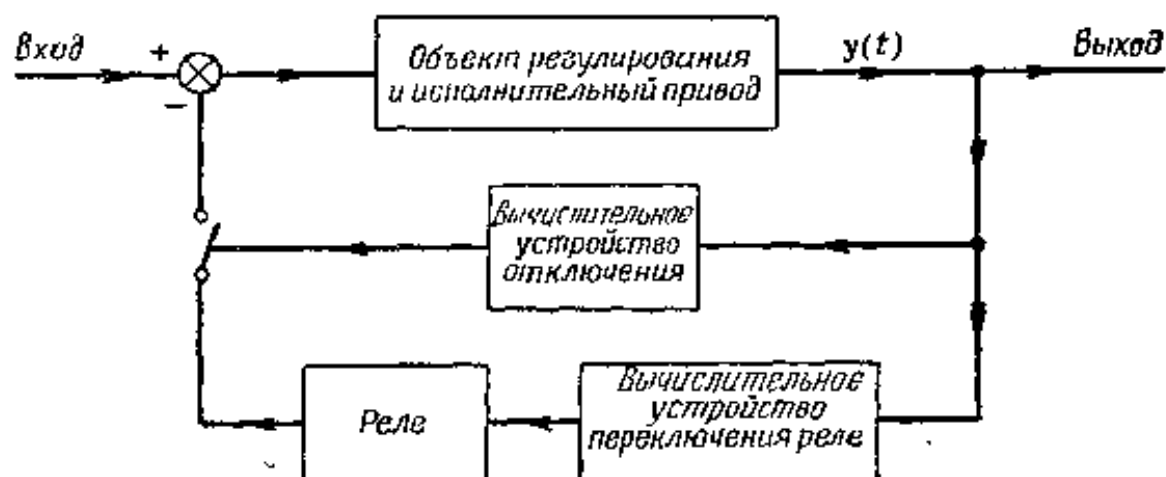 Вход
+
−
Объект регулирования
и исполнительный привод
y(t)
Выход
Вычислительное
устройство
отключения
Реле
Вычислительное
устройство
переключения реле